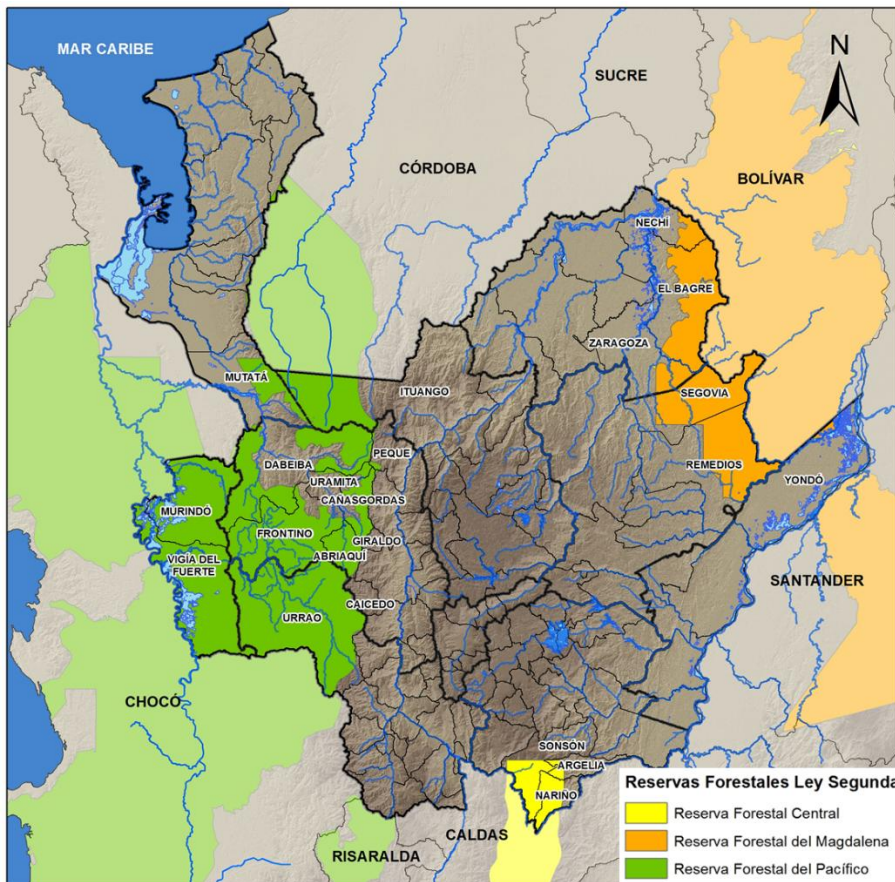 MAR CARIBE
N
SUCRE
CÓRDOBA
BOLÍVAR
NECHÍ
EL BAGRE
ZARAGOZA
MUTATÁ
ITUANGO
SEGOVIA
DABEIBA
PEQUE
REMEDIOS
URAMITA
YONDÓ
CAÑASGORDAS
MURINDÓ
FRONTINO
GIRALDO
ABRIAQUÍ
VIGÍA DEL
FUERTE
SANTANDER
CAICEDO
URRAO
CHOCÓ
SONSÓN
ARGELIA
NARIÑO
CALDAS
RISARALDA
Reservas Forestales Ley Segunda
Reserva Forestal Central
Reserva Forestal del Magdalena
Reserva Forestal del Pacífico